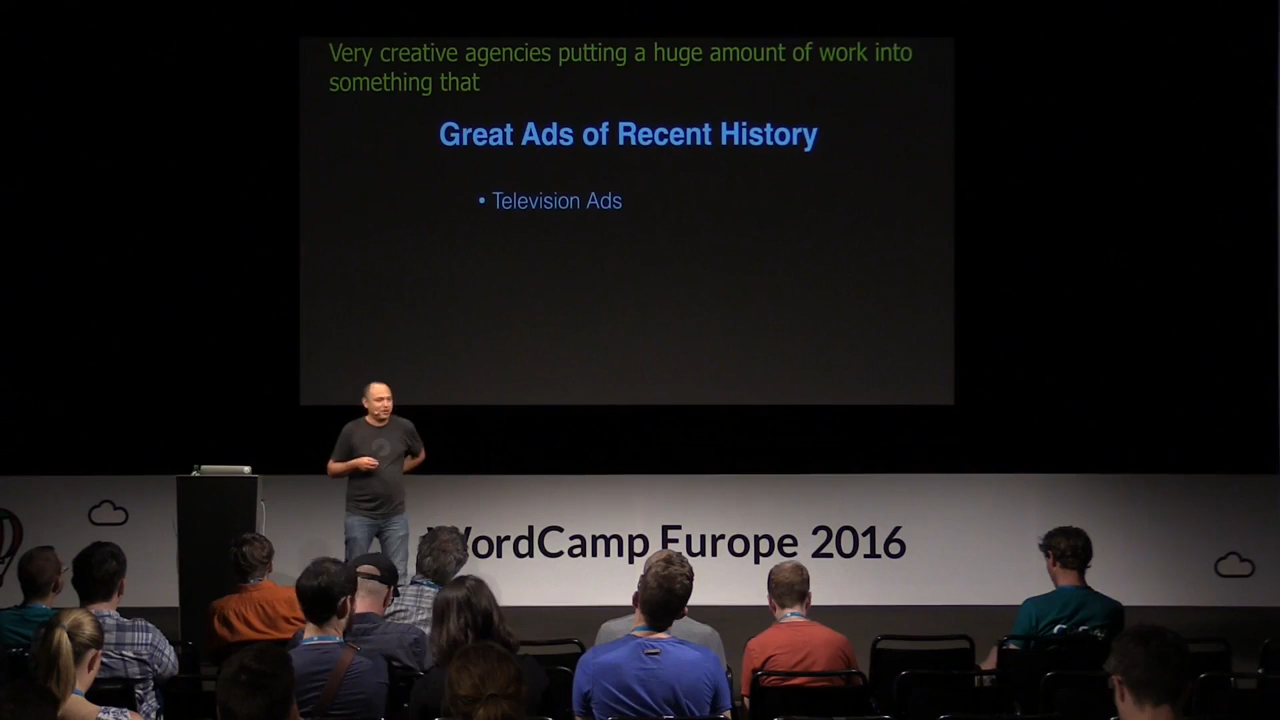 Very creative agencies putting a huge amount of work into
something that
Great Ads of Recent History
• Television Ads
WordCamp Europe 2016